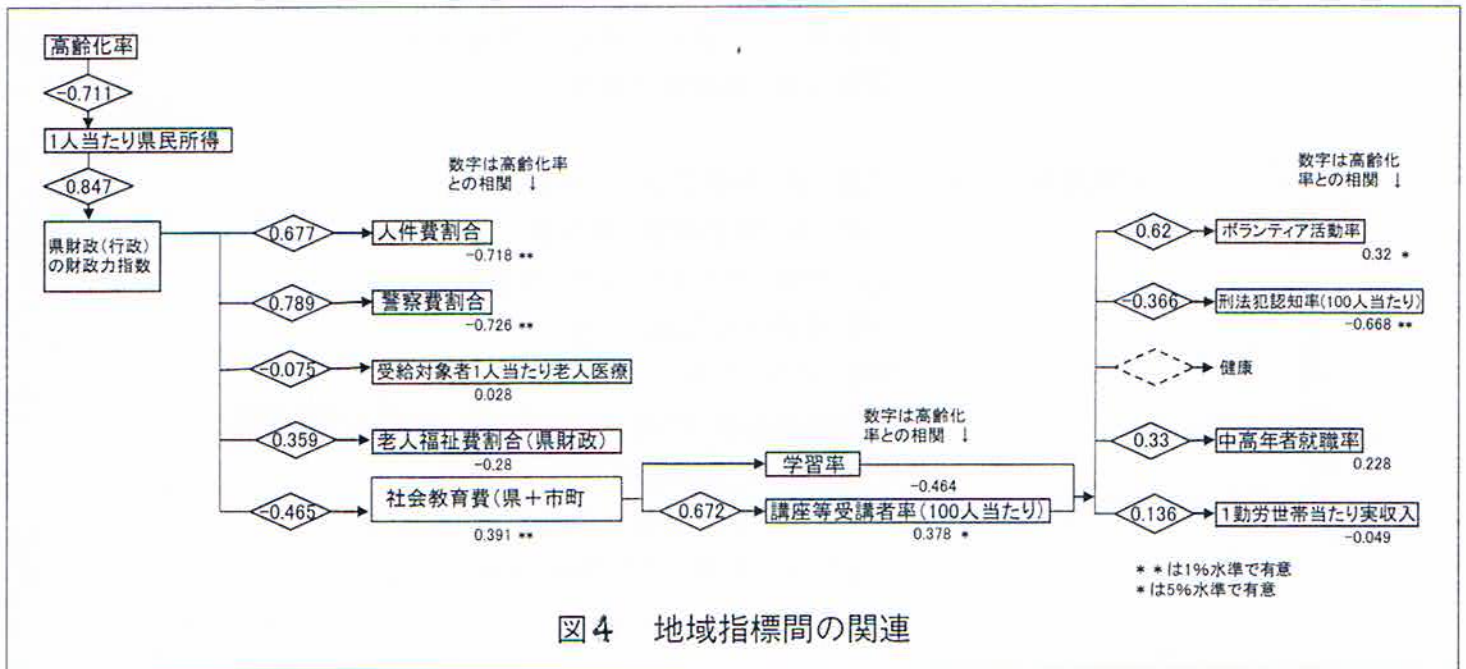 高齢化率
-0.711
1人当たり県民所得
0.847
県財政(行政)
の財政力指数
数字は高齢化率
との相関 ↓
0.677
人件費割合
-0.718 **
0.789
警察費割合
-0.726 **
-0.075
受給対象者1人当たり老人医療
0.028
0.359
老人福祉費割合(県財政)
-0.28
-0.465
社会教育費(県+市町
0.391 **
数字は高齢化
率との相関 ↓
学習率
-0.464
0.672
講座等受講者率(100人当たり)
0.378 *
数字は高齢化
率との相関 ↓
0.62
ボランティア活動率
0.32 *
-0.366
刑法犯認知率(100人当たり)
-0.668 **
健康
0.33
中高年者就職率
0.228
0.136
1勤労世帯当たり実収入
-0.049
**は1%水準で有意
*は5%水準で有意
図4 地域指標間の関連